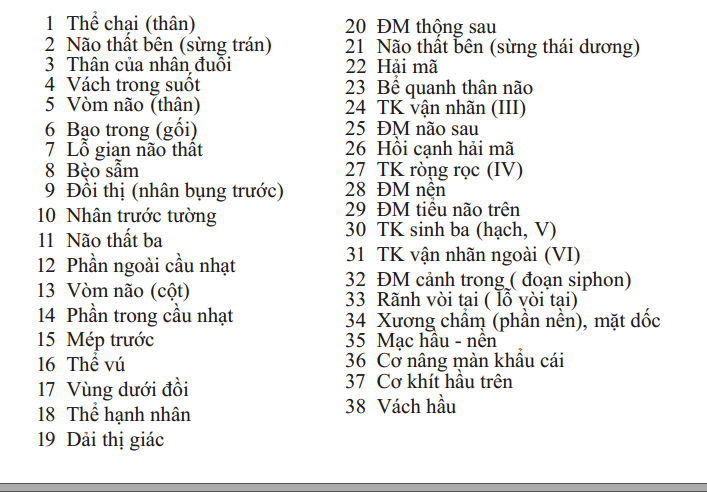 1 Thể chai (thân)
2 Não thất bên (sừng trán)
3 Thân của nhân đuôi
4 Vách trong suốt
5 Vòm não (thân)
6 Bao trong (gối)
7 Lỗ gian não thất
8 Bèo sẫm
9 Đồi thị (nhân bụng trước)
10 Nhân trước tường
11 Não thất ba
12 Phần ngoài cầu nhạt
13 Vòm não (cột)
14 Phần trong cầu nhạt
15 Mép trước
16 Thể vú
17 Vùng dưới đồi
18 Thể hạnh nhân
19 Dải thị giác
20 ĐM thông sau
21 Não thất bên (sừng thái dương)
22 Hải mã
23 Bể quanh thân não
24 TK vận nhãn (III)
25 ĐM não sau
26 Hồi cạnh hải mã
27 TK ròng rọc (IV)
28 ĐM nền
29 ĐM tiểu não trên
30 TK sinh ba (hạch, V)
31 TK vận nhãn ngoài (VI)
32 ĐM cảnh trong ( đoạn siphon)
33 Rãnh vòi tai ( lỗ vòi tai)
34 Xương chẩm (phần nền), mặt dốc
35 Mạc hầu - nền
36 Cơ nâng màn khẩu cái
37 Cơ khít hầu trên
38 Vách hầu